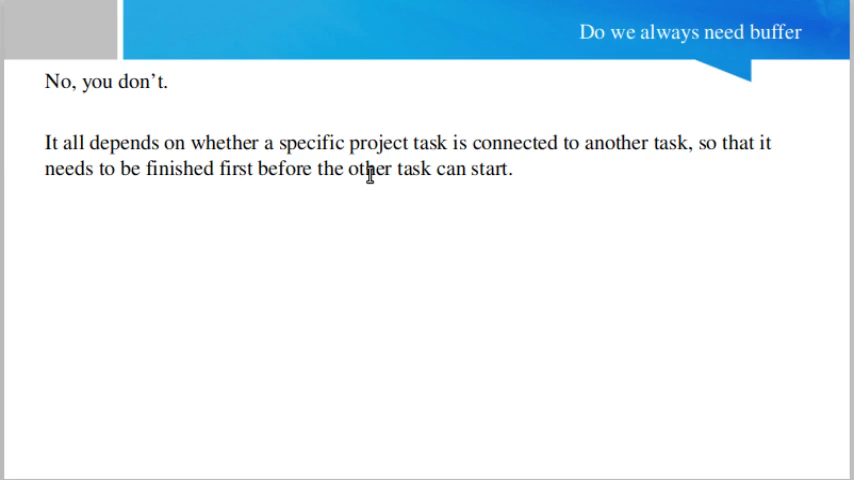 Do we always need buffer
No, you don't.
It all depends on whether a specific project task is connected to another task, so that it
needs to be finished first before the other task can start.